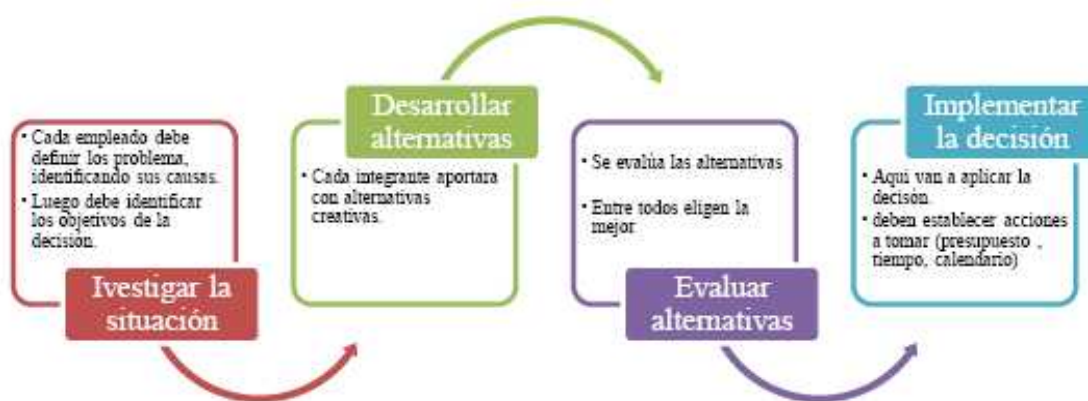 • Cada empleado debe
definir los problema,
identificando sus causas.
• Luego debe identificar
los objetivos de la
decisión.
Ivestigar la
situación
Desarrollar
alternativas
• Cada integrante aportara
con alternativas
creativas.
• Se evalúa las alternativas
• Entre todos eligen la
mejor
Evaluar
alternativas
Implementar
la decisión
• Aqui van a aplicar la
decisón.
• deben establecer acciones
a tomar (presupuesto ,
tiempo, calendario)